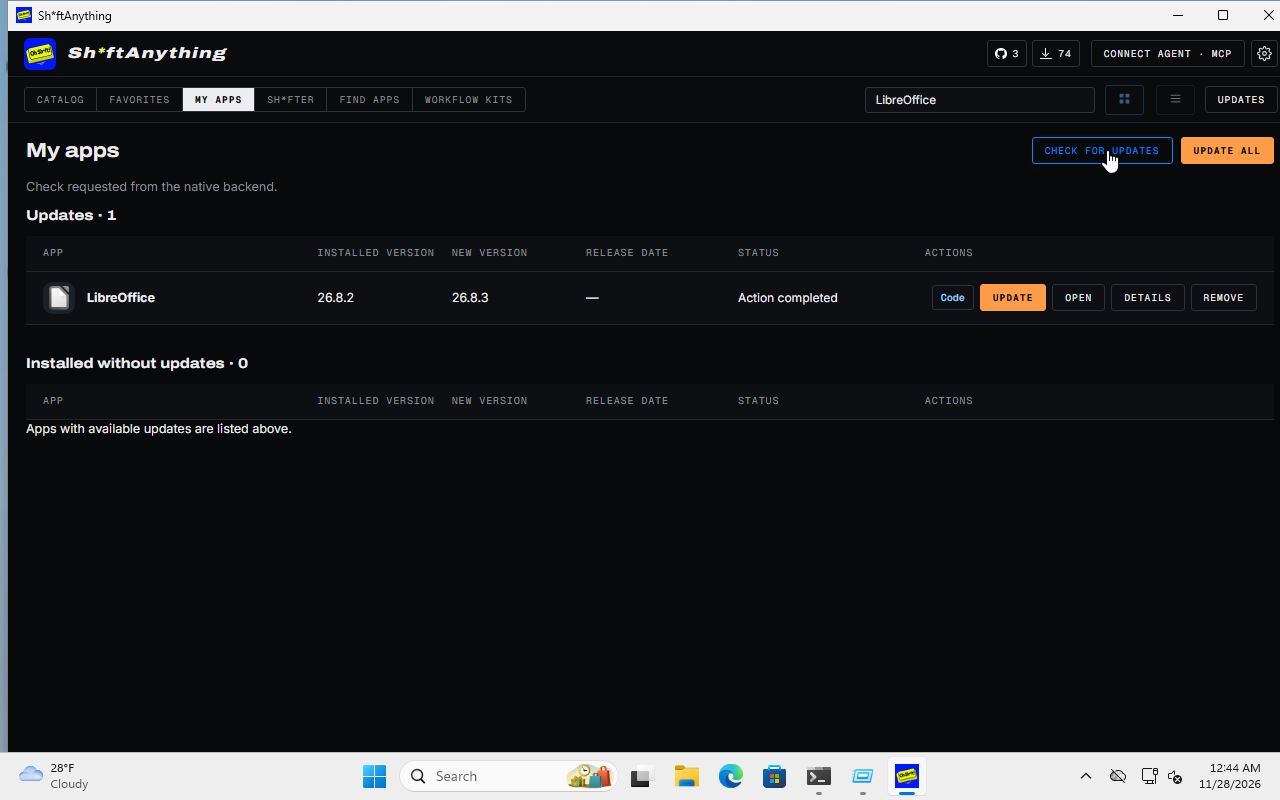 Sh*ftAnything
Oh Sh*ft! Sh*ftAnything 3 74 CONNECT AGENT · MCP
CATALOG FAVORITES MY APPS SH*FTER FIND APPS WORKFLOW KITS LibreOffice UPDATES
My apps CHECK FOR UPDATES UPDATE ALL
Check requested from the native backend.
Updates · 1
APP INSTALLED VERSION NEW VERSION RELEASE DATE STATUS ACTIONS
LibreOffice 26.8.2 26.8.3 — Action completed Code UPDATE OPEN DETAILS REMOVE
Installed without updates · 0
APP INSTALLED VERSION NEW VERSION RELEASE DATE STATUS ACTIONS
Apps with available updates are listed above.
28°F Search 12:44 AM
Cloudy 11/28/2026